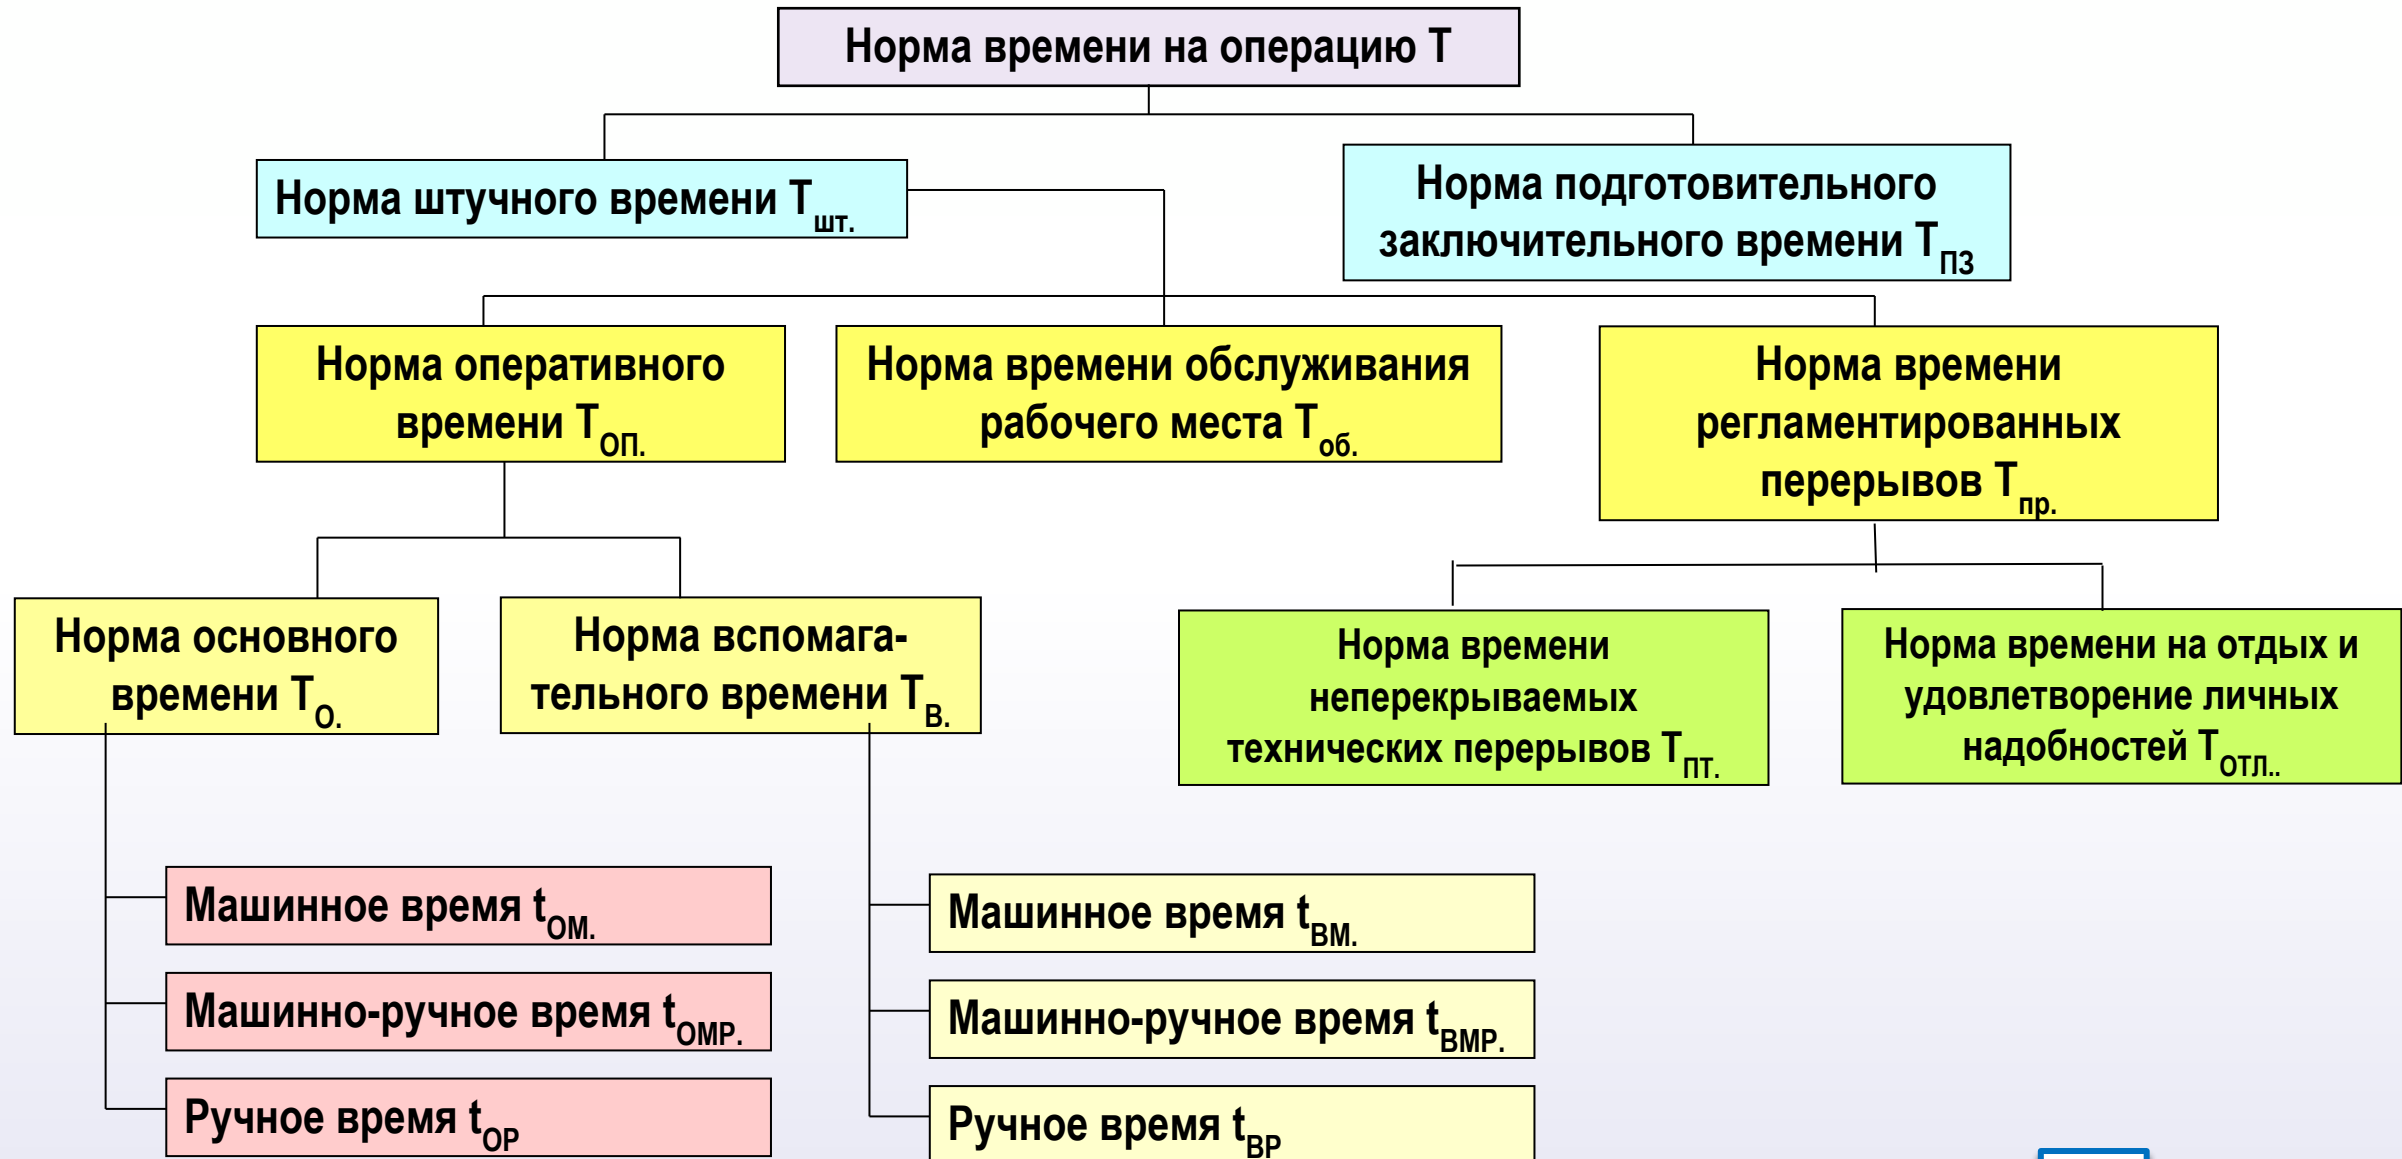 Норма времени на операцию Т
Норма штучного времени Тшт.
Норма подготовительного
заключительного времени ТПЗ
Норма оперативного
времени ТОП.
Норма времени обслуживания
рабочего места Тоб.
Норма времени
регламентированных
перерывов Тпр.
Норма основного
времени ТО.
Норма вспомага-
тельного времени ТВ.
Норма времени
неперекрываемых
технических перерывов ТПТ.
Норма времени на отдых и
удовлетворение личных
надобностей ТОТЛ..
Машинное время tОМ.
Машинно-ручное время tОМР.
Ручное время tОР
Машинное время tВМ.
Машинно-ручное время tВМР.
Ручное время tВР